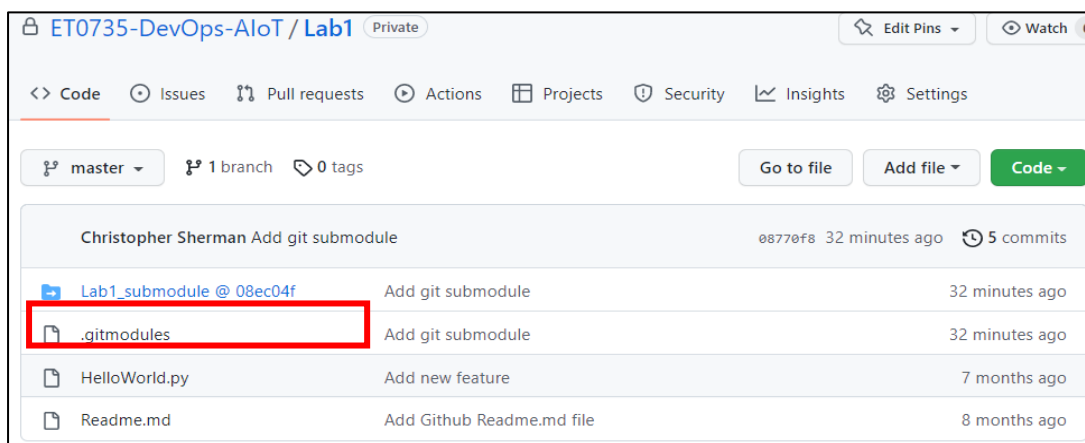 ET0735-DevOps-AIoT / Lab1 Private Edit Pins Watch
<> Code Issues Pull requests Actions Projects Security Insights Settings
master 1 branch 0 tags Go to file Add file Code
Christopher Sherman Add git submodule 08770f8 32 minutes ago 5 commits
Lab1_submodule @ 08ec04f Add git submodule 32 minutes ago
.gitmodules Add git submodule 32 minutes ago
HelloWorld.py Add new feature 7 months ago
Readme.md Add Github Readme.md file 8 months ago